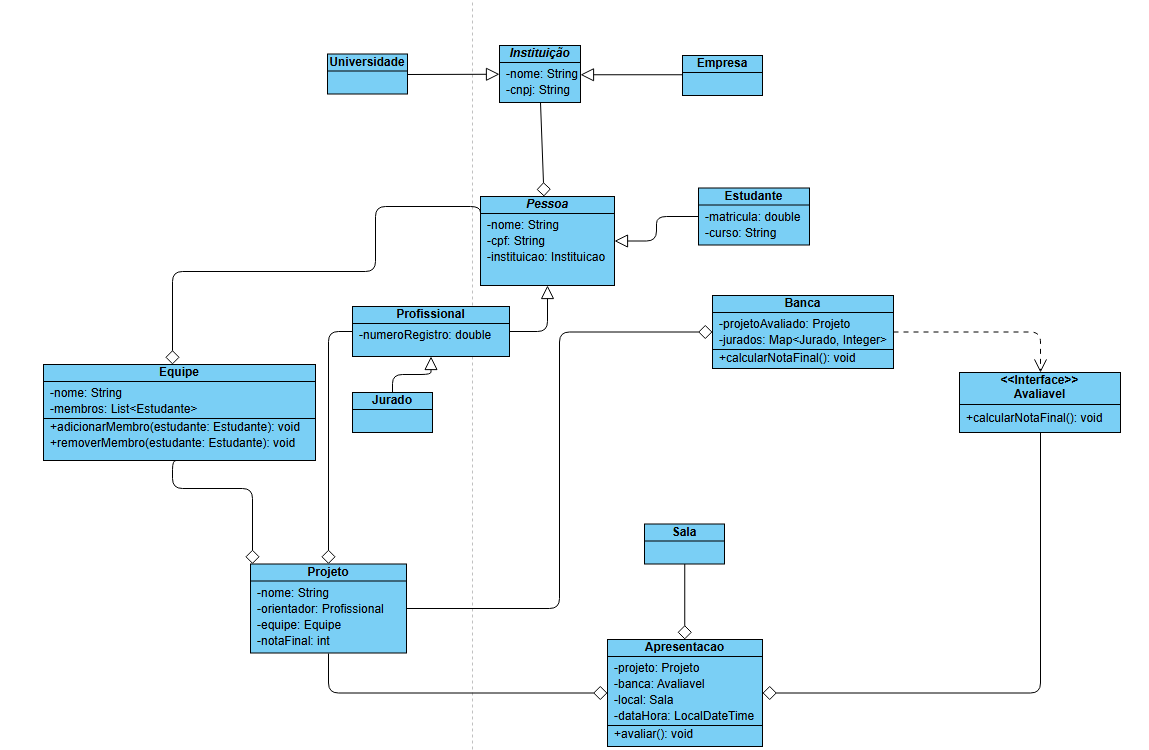 Universidade
Instituição
-nome: String
-cnpj: String
Empresa
Pessoa
-nome: String
-cpf: String
-instituicao: Instituicao
Estudante
-matricula: double
-curso: String
Profissional
-numeroRegistro: double
Banca
-projetoAvaliado: Projeto
-jurados: Map<Jurado, Integer>
+calcularNotaFinal(): void
Equipe
-nome: String
-membros: List<Estudante>
+adicionarMembro(estudante: Estudante): void
+removerMembro(estudante: Estudante): void
Jurado
<<Interface>>
Avaliavel
+calcularNotaFinal(): void
Sala
Projeto
-nome: String
-orientador: Profissional
-equipe: Equipe
-notaFinal: int
Apresentacao
-projeto: Projeto
-banca: Avaliavel
-local: Sala
-dataHora: LocalDateTime
+avaliar(): void